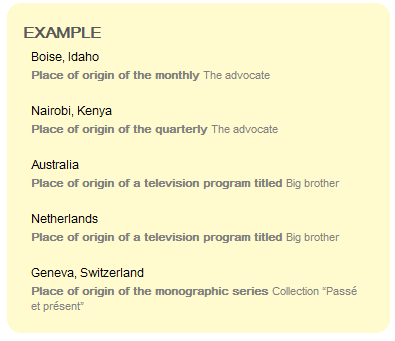 EXAMPLE
Boise, Idaho
Place of origin of the monthly The advocate
Nairobi, Kenya
Place of origin of the quarterly The advocate
Australia
Place of origin of a television program titled Big brother
Netherlands
Place of origin of a television program titled Big brother
Geneva, Switzerland
Place of origin of the monographic series Collection “Passé
et présent”